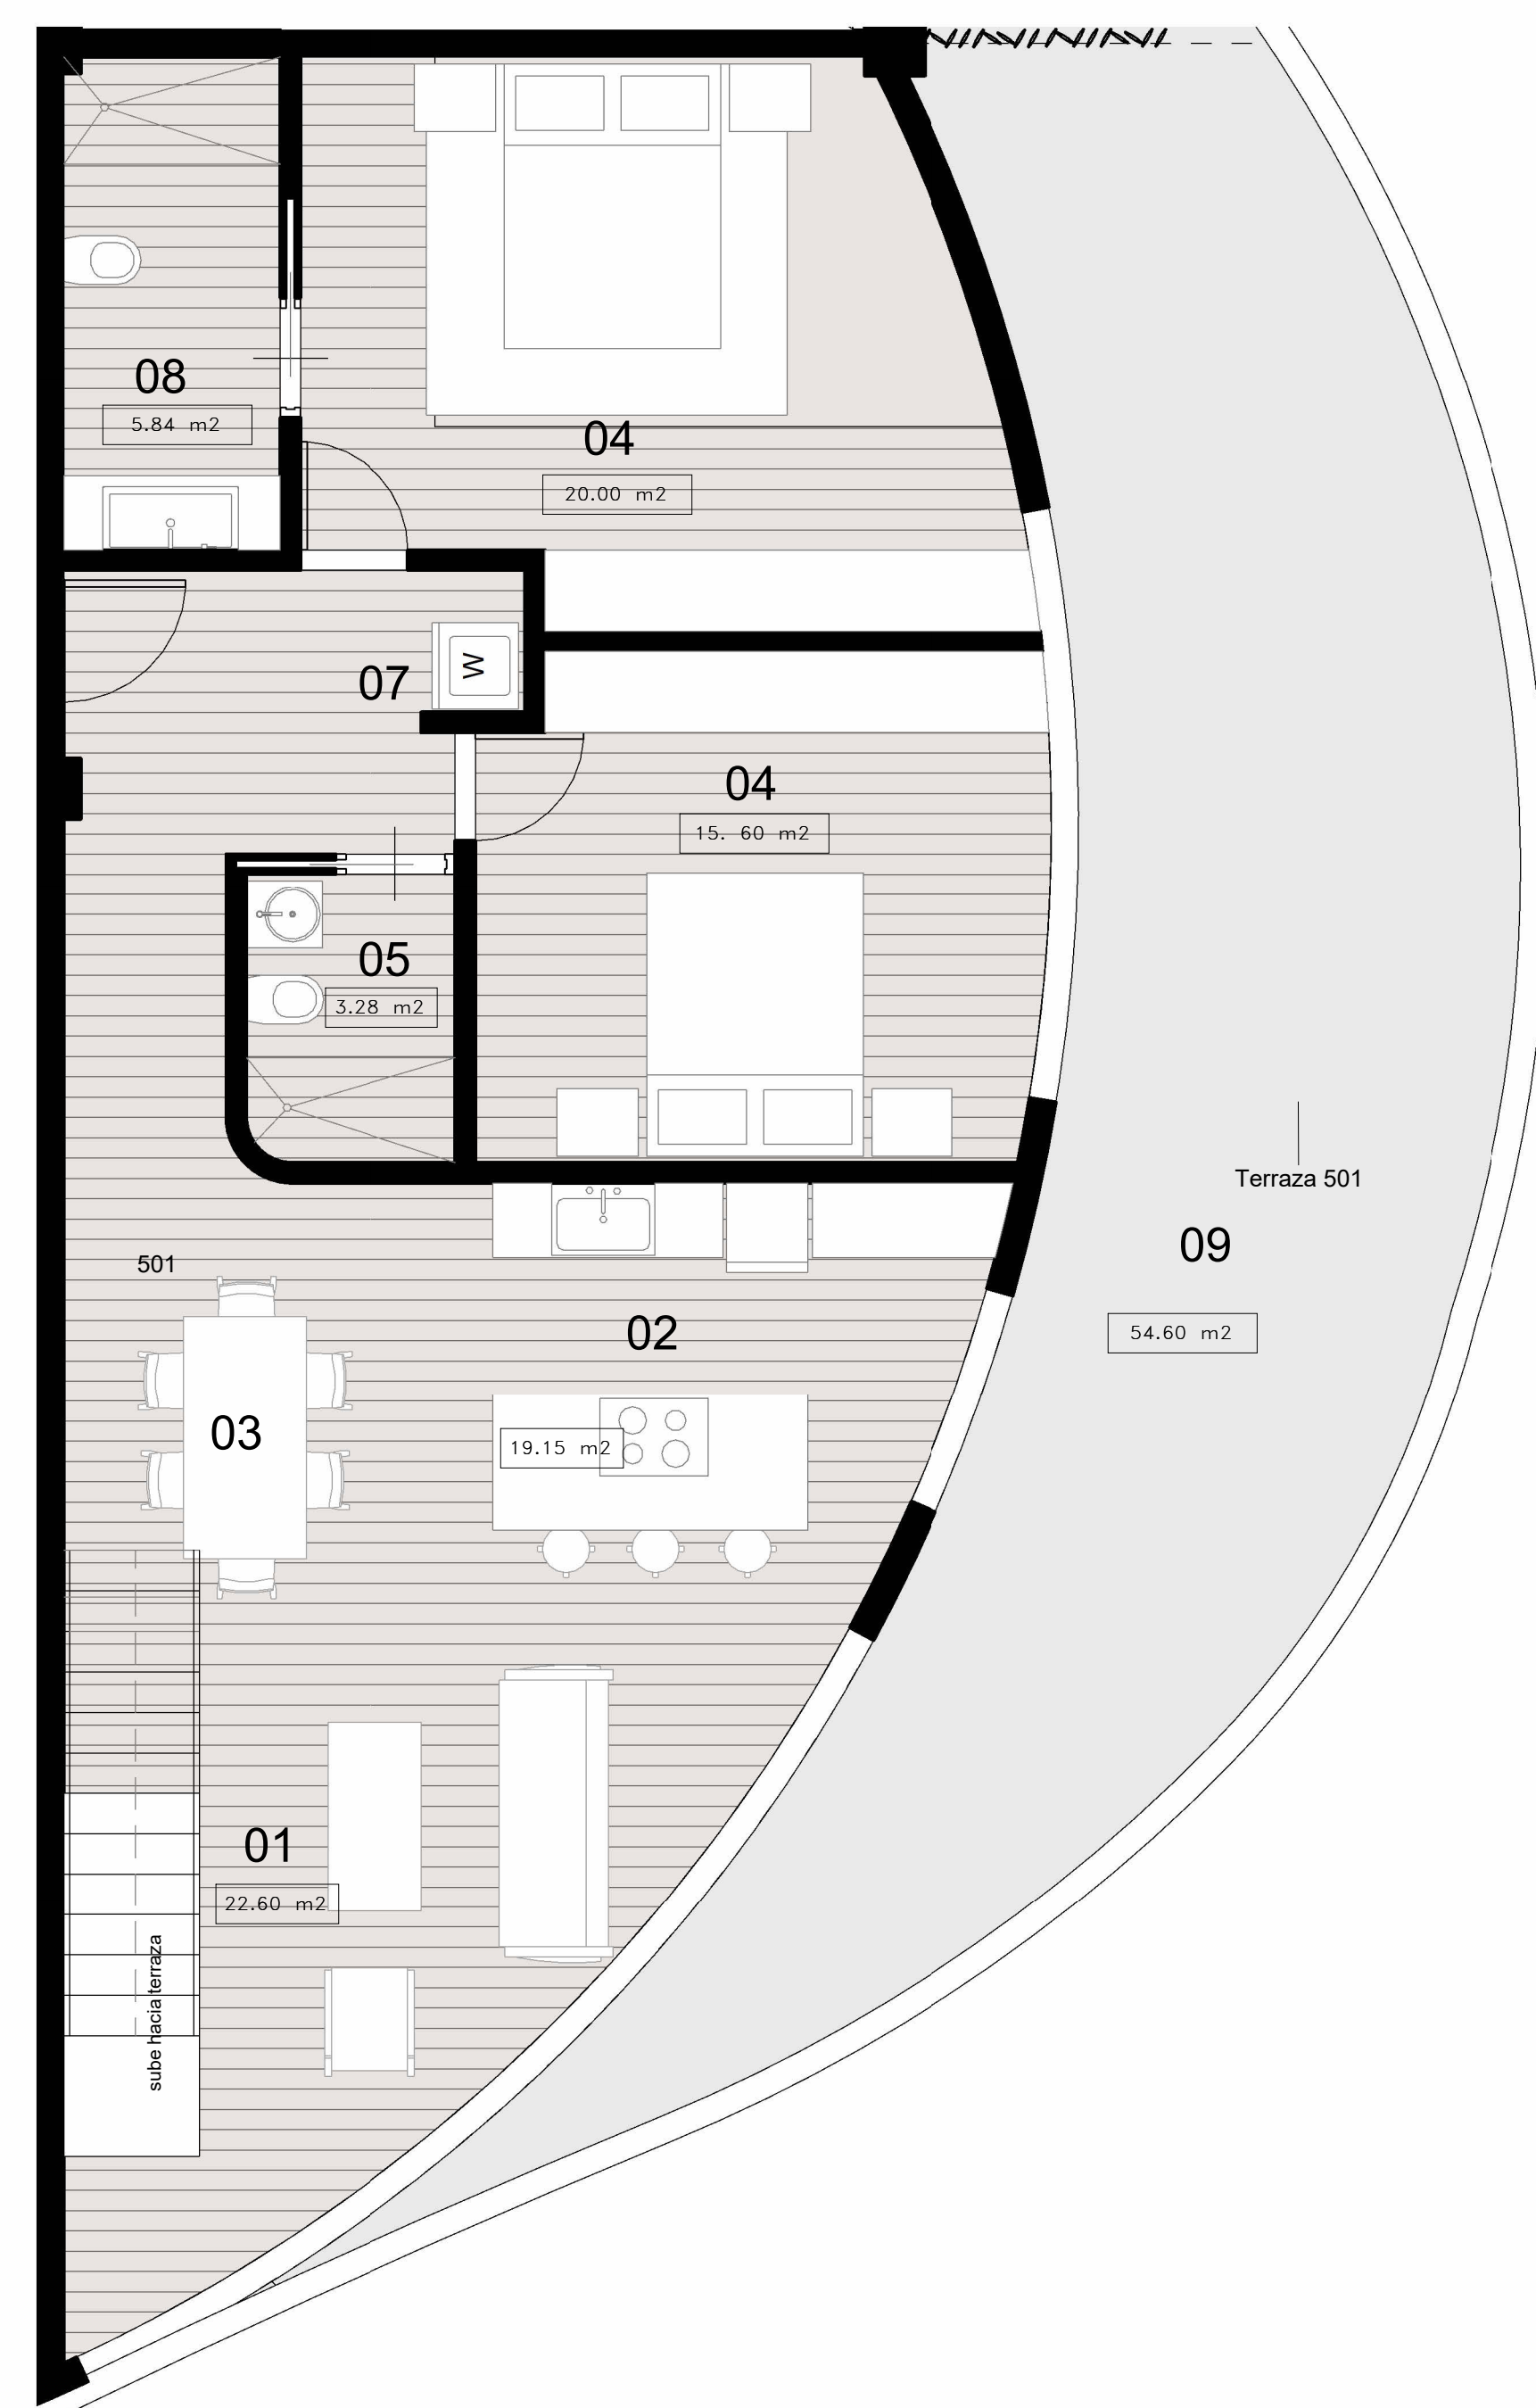 08
5.84 m2
04
20.00 m2
07
W
04
15. 60 m2
05
3.28 m2
Terraza 501
09
54.60 m2
501
02
03
19.15 m2
01
22.60 m2
sube hacia terraza